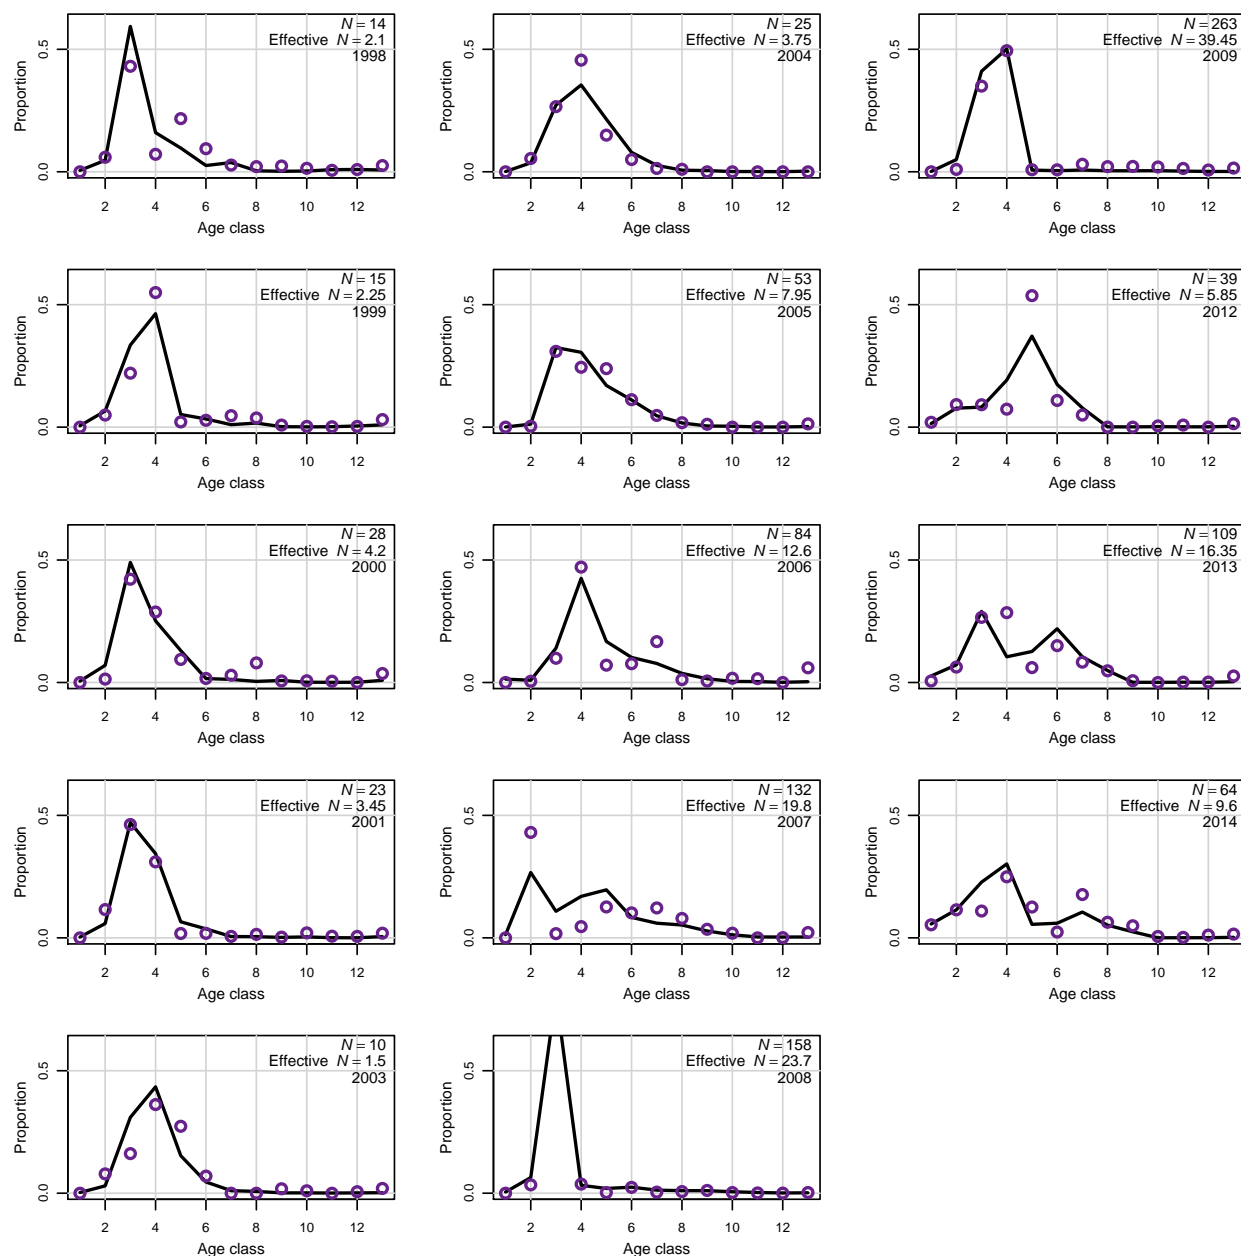 N = 14
Effective N = 2.1
1998
Proportion
0.5
0.0
2 4 6 8 10 12
Age class
N = 25
Effective N = 3.75
2004
Proportion
0.5
0.0
2 4 6 8 10 12
Age class
N = 263
Effective N = 39.45
2009
Proportion
0.5
0.0
2 4 6 8 10 12
Age class
N = 15
Effective N = 2.25
1999
Proportion
0.5
0.0
2 4 6 8 10 12
Age class
N = 53
Effective N = 7.95
2005
Proportion
0.5
0.0
2 4 6 8 10 12
Age class
N = 39
Effective N = 5.85
2012
Proportion
0.5
0.0
2 4 6 8 10 12
Age class
N = 28
Effective N = 4.2
2000
Proportion
0.5
0.0
2 4 6 8 10 12
Age class
N = 84
Effective N = 12.6
2006
Proportion
0.5
0.0
2 4 6 8 10 12
Age class
N = 109
Effective N = 16.35
2013
Proportion
0.5
0.0
2 4 6 8 10 12
Age class
N = 23
Effective N = 3.45
2001
Proportion
0.5
0.0
2 4 6 8 10 12
Age class
N = 132
Effective N = 19.8
2007
Proportion
0.5
0.0
2 4 6 8 10 12
Age class
N = 64
Effective N = 9.6
2014
Proportion
0.5
0.0
2 4 6 8 10 12
Age class
N = 10
Effective N = 1.5
2003
Proportion
0.5
0.0
2 4 6 8 10 12
Age class
N = 158
Effective N = 23.7
2008
Proportion
0.5
0.0
2 4 6 8 10 12
Age class